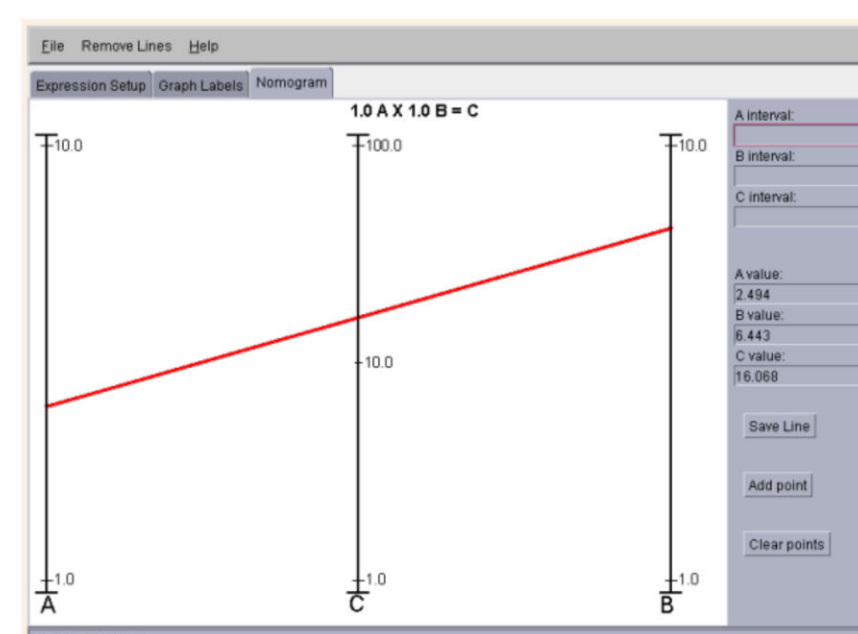 File Remove Lines Help
Expression Setup Graph Labels Nomogram
1.0 A X 1.0 B = C
10.0 100.0 10.0
10.0
1.0 1.0 1.0
A C B
A interval:
B interval:
C interval:
A value:
2.494
B value:
6.443
C value:
16.068
Save Line
Add point
Clear points